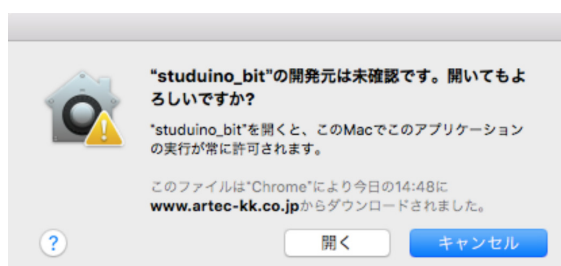 "studuino_bit"の開発元は未確認です。開いてもよ
ろしいですか?
"studuino_bit"を開くと、このMacでこのアプリケーション
の実行が常に許可されます。
このファイルは"Chrome"により今日の14:48に
www.artec-kk.co.jpからダウンロードされました。
? 開く キャンセル